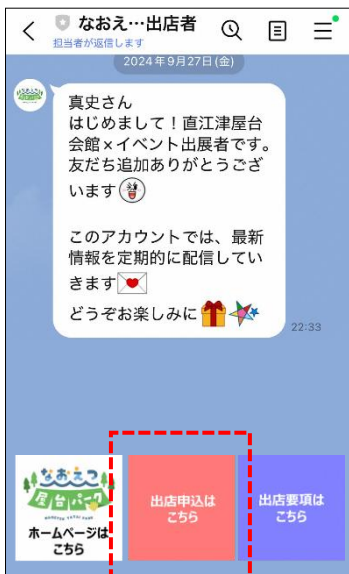 なおえ…出店者
担当者が返信します
2024年9月27日(金)
真史さん
はじめまして！直江津屋台
会館×イベント出展者です。
友だち追加ありがとうござ
います
このアカウントでは、最新
情報を定期的に配信してい
きます
どうぞお楽しみに
22:33
なおえつ
屋台パーク
ホームページは
こちら
出店申込は
こちら
出店要項は
こちら